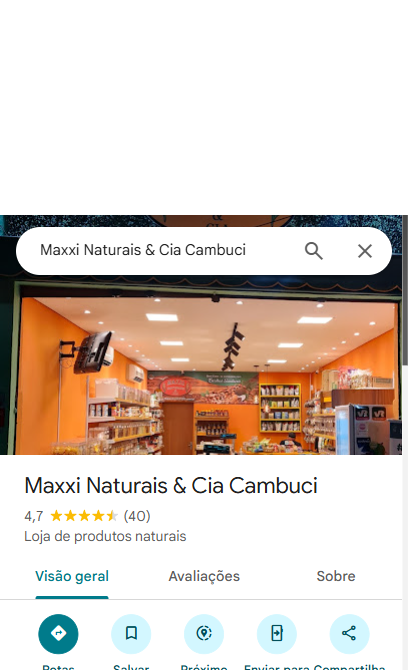 Maxxi Naturais & Cia Cambuci
Maxxi Naturais & Cia Cambuci
4,7 (40)
Loja de produtos naturais
Visão geral Avaliações Sobre
Rotas Salvar Próximo Enviar para Compartilha